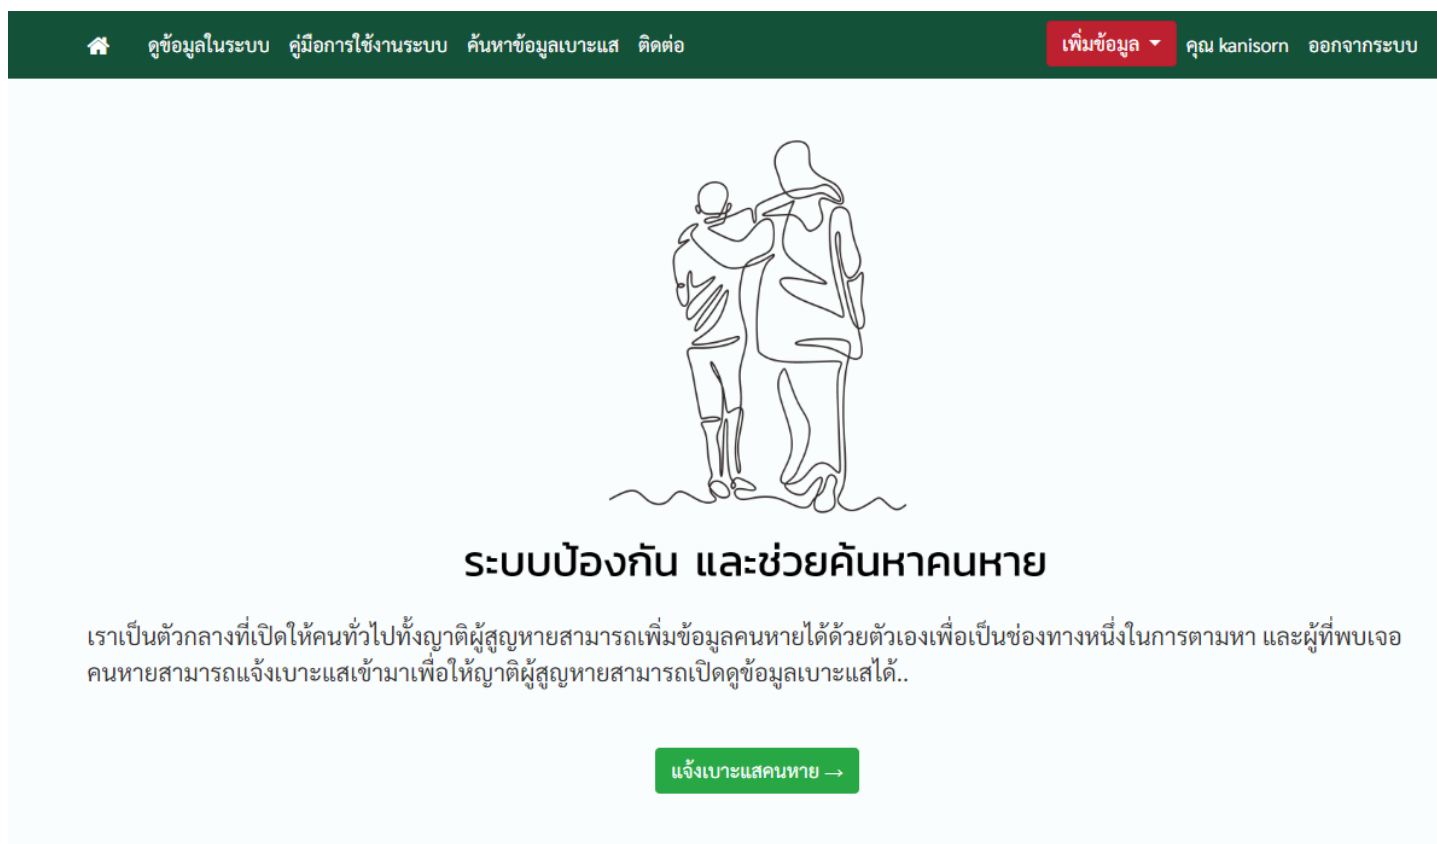 ดูข้อมูลในระบบ คู่มือการใช้งานระบบ ค้นหาข้อมูลเบาะแส ติดต่อ เพิ่มข้อมูล คุณ kanisorn ออกจากระบบ
ระบบป้องกัน และช่วยค้นหาคนหาย
เราเป็นตัวกลางที่เปิดให้คนทั่วไปทั้งญาติผู้สูญหายสามารถเพิ่มข้อมูลคนหายได้ด้วยตัวเองเพื่อเป็นช่องทางหนึ่งในการตามหา และผู้ที่พบเจอ
คนหายสามารถแจ้งเบาะแสเข้ามาเพื่อให้ญาติผู้สูญหายสามารถเปิดดูข้อมูลเบาะแสได้..
แจ้งเบาะแสคนหาย →